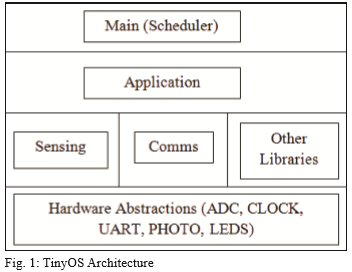 Main (Scheduler)
Application
Sensing
Comms
Other
Libraries
Hardware Abstractions (ADC, CLOCK,
UART, PHOTO, LEDS)
Fig. 1: TinyOS Architecture